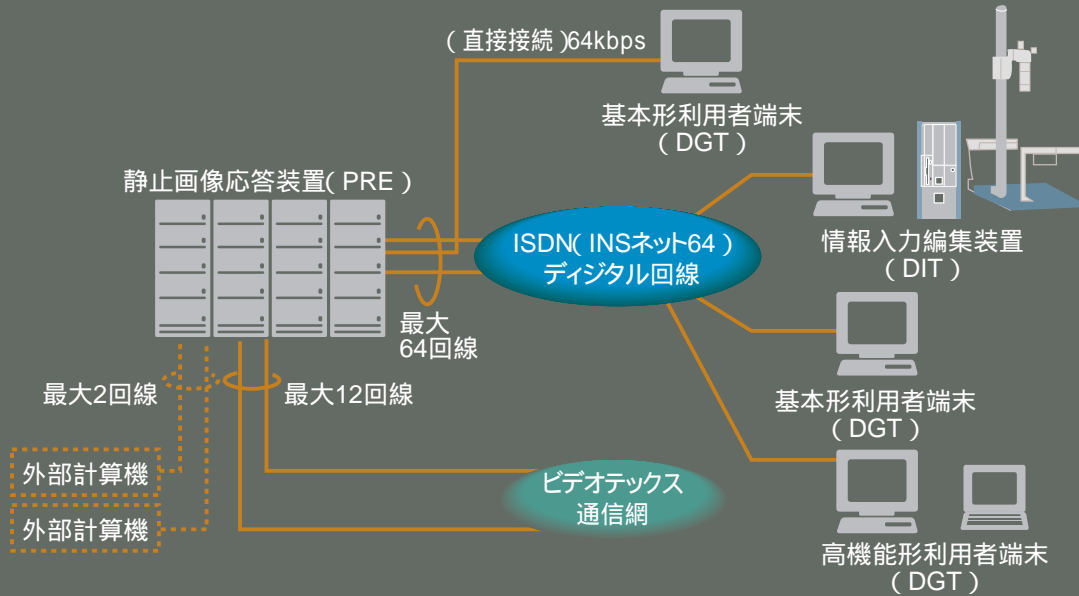 (直接接続)64kbps
基本形利用者端末
(DGT)
静止画像応答装置(PRE)
ISDN(INSネット64)
ディジタル回線
情報入力編集装置
(DIT)
最大
64回線
最大2回線
最大12回線
基本形利用者端末
(DGT)
外部計算機
外部計算機
ビデオテックス
通信網
高機能形利用者端末
(DGT)